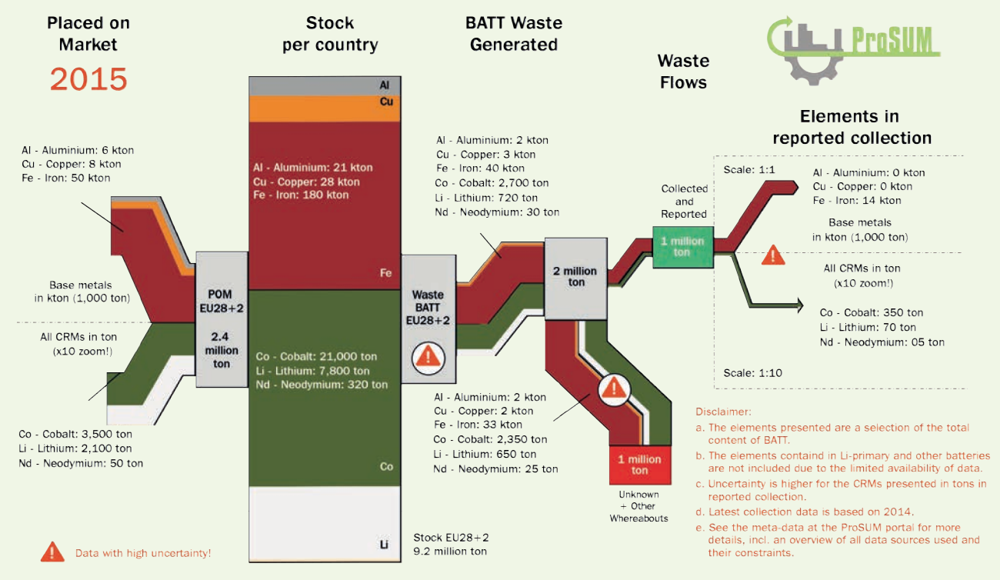 Placed on
Market
2015
Stock
per country
BATT Waste
Generated
Waste
Flows
ProSUM
Elements in
reported collection
Al - Aluminium: 6 kton
Cu - Copper: 8 kton
Fe - Iron: 50 kton
Base metals
in kton (1,000 ton)
All CRMs in ton
(x10 zoom!)
Co - Cobalt: 3,500 ton
Li - Lithium: 2,100 ton
Nd - Neodymium: 50 ton
POM
EU28+2
2.4
million
ton
Al
Cu
Al - Aluminium: 21 kton
Cu - Copper: 28 kton
Fe - Iron: 180 kton
Fe
Co - Cobalt: 21,000 ton
Li - Lithium: 7,800 ton
Nd - Neodymium: 320 ton
Co
Li
Stock EU28+2
9.2 million ton
Waste
BATT
EU28+2
Al - Aluminium: 2 kton
Cu - Copper: 3 kton
Fe - Iron: 40 kton
Co - Cobalt: 2,700 ton
Li - Lithium: 720 ton
Nd - Neodymium: 30 ton
2 million
ton
Al - Aluminium: 2 kton
Cu - Copper: 2 kton
Fe - Iron: 33 kton
Co - Cobalt: 2,350 ton
Li - Lithium: 650 ton
Nd - Neodymium: 25 ton
1 million
ton
Unknown
+ Other
Whereabouts
Collected
and
Reported
1 million
ton
Scale: 1:1
Al - Aluminium: 0 kton
Cu - Copper: 0 kton
Fe - Iron: 14 kton
Base metals
in kton (1,000 ton)
All CRMs in ton
(x10 zoom!)
Co - Cobalt: 350 ton
Li - Lithium: 70 ton
Nd - Neodymium: 05 ton
Scale: 1:10
Disclaimer:
a. The elements presented are a selection of the total
content of BATT.
b. The elements containd in Li-primary and other batteries
are not included due to the limited availability of data.
c. Uncertainty is higher for the CRMs presented in tons in
reported collection.
d. Latest collection data is based on 2014.
e. See the meta-data at the ProSUM portal for more
details, incl. an overview of all data sources used and
their constraints.
Data with high uncertainty!